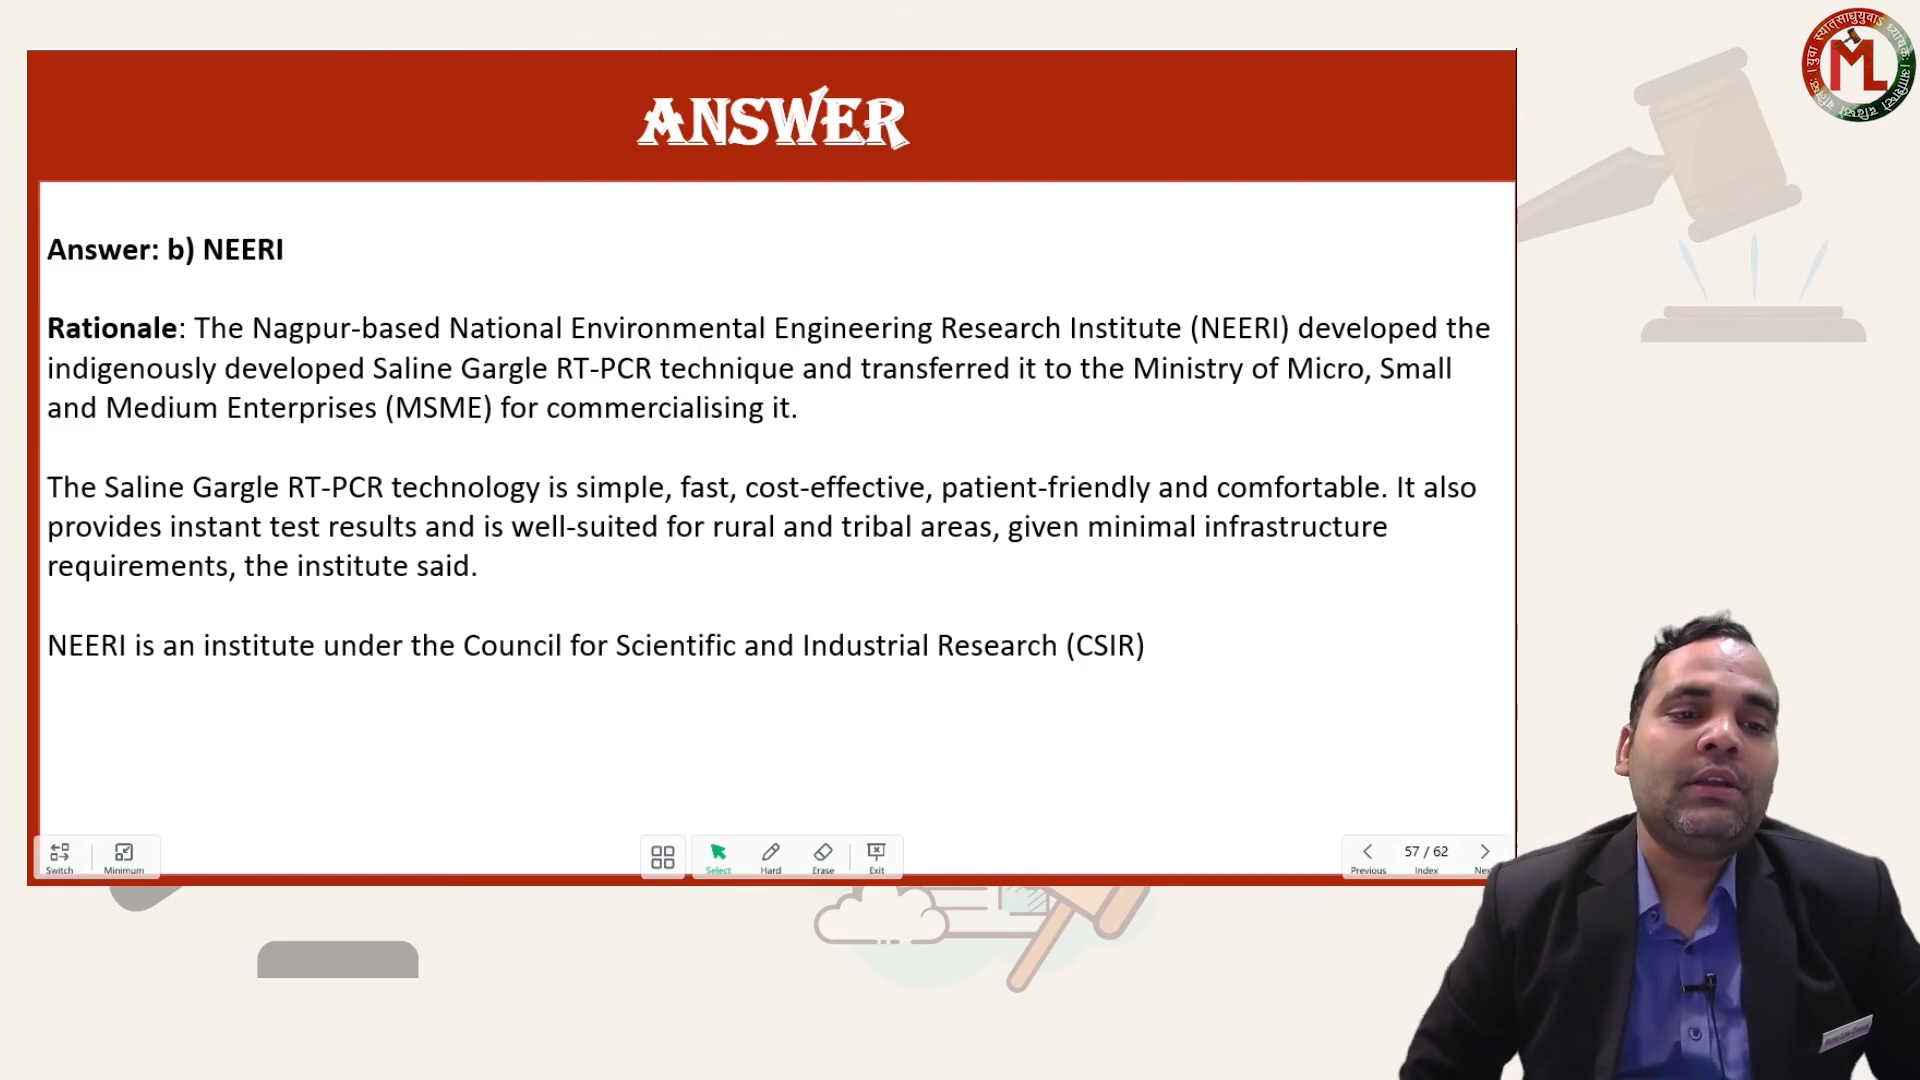 ML
ANSWER
Answer: b) NEERI
Rationale: The Nagpur-based National Environmental Engineering Research Institute (NEERI) developed the
indigenously developed Saline Gargle RT-PCR technique and transferred it to the Ministry of Micro, Small
and Medium Enterprises (MSME) for commercialising it.
The Saline Gargle RT-PCR technology is simple, fast, cost-effective, patient-friendly and comfortable. It also
provides instant test results and is well-suited for rural and tribal areas, given minimal infrastructure
requirements, the institute said.
NEERI is an institute under the Council for Scientific and Industrial Research (CSIR)
Switch Minimum Select Hard Erase Exit
57 / 62
Previous Index